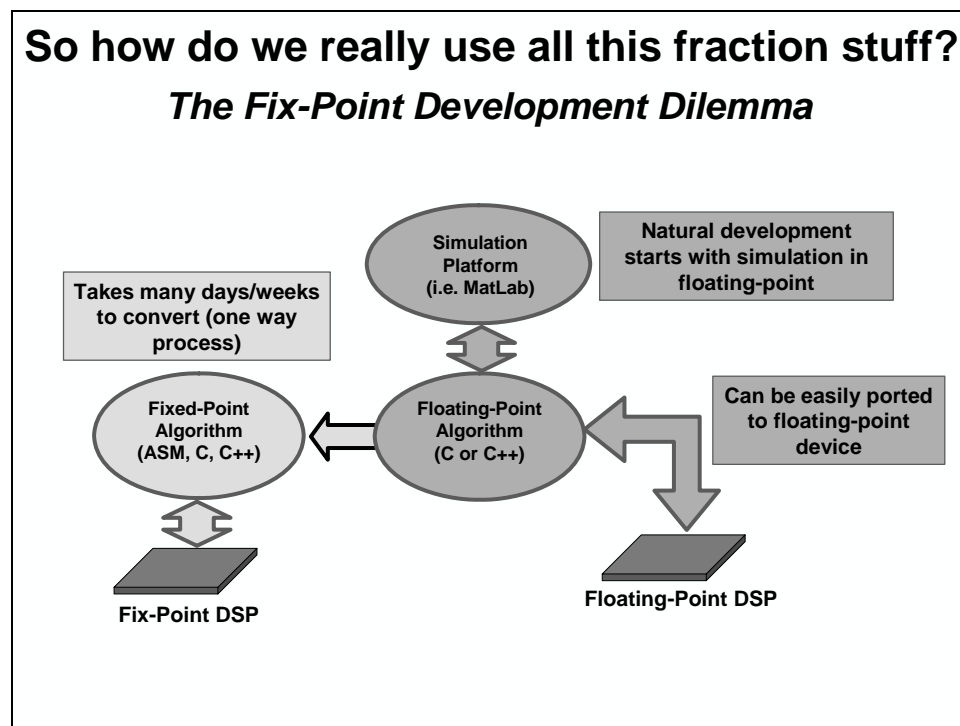 So how do we really use all this fraction stuff?
The Fix-Point Development Dilemma
Simulation
Platform
(i.e. MatLab)
Natural development
starts with simulation in
floating-point
Takes many days/weeks
to convert (one way
process)
Fixed-Point
Algorithm
(ASM, C, C++)
Floating-Point
Algorithm
(C or C++)
Can be easily ported
to floating-point
device
Fix-Point DSP
Floating-Point DSP